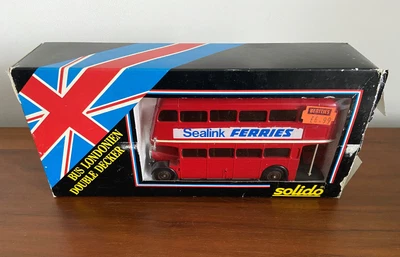 BUS LONDONIEN
DOUBLE DECKER
Sealink FERRIES
solido